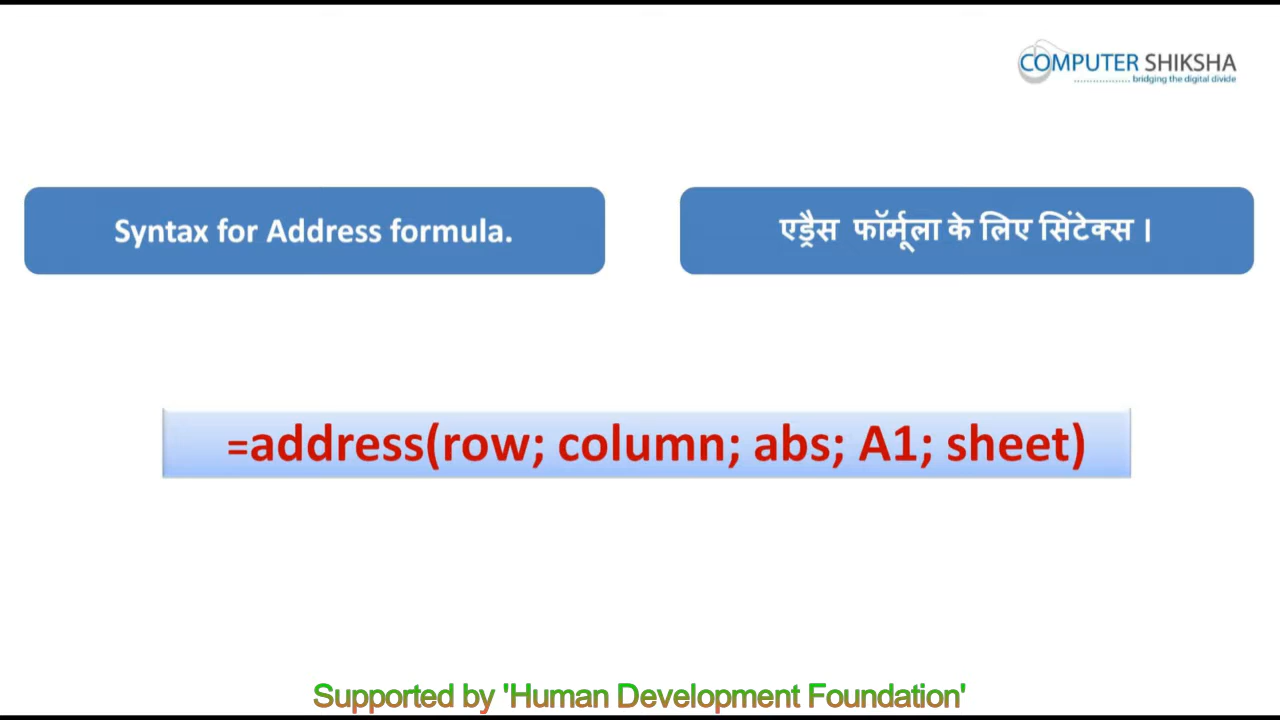 COMPUTER SHIKSHA
bridging the digital divide
Syntax for Address formula.
एड्रैस फॉर्मूला के लिए सिंटेक्स ।
=address(row; column; abs; A1; sheet)
Supported by 'Human Development Foundation'